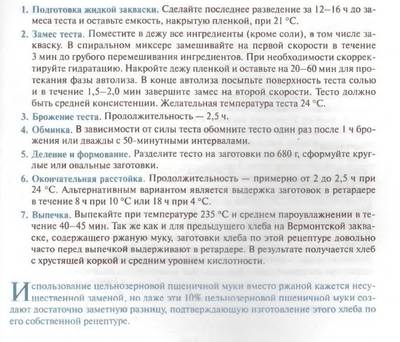 1. Подготовка жидкой закваски. Сделайте последнее разведение за 12–16 ч до за-
меса теста и оставьте емкость, накрытую пленкой, при 21 °С.
2. Замес теста. Поместите в дежу все ингредиенты (кроме соли), в том числе за-
кваску. В спиральном миксере замешивайте на первой скорости в течение
3 мин до грубого перемешивания ингредиентов. При необходимости скоррек-
тируйте гидратацию. Накройте дежу пленкой и оставьте на 20–60 мин для про-
текания фазы автолиза. В конце автолиза посыпьте поверхность теста солью
и в течение 1,5–2,0 мин завершите замес на второй скорости. Тесто должно
быть средней консистенции. Желательная температура теста 24 °С.
3. Брожение теста. Продолжительность — 2,5 ч.
4. Обминка. В зависимости от силы теста обомните тесто один раз после 1 ч бро-
жения или дважды с 50-минутными интервалами.
5. Деление и формование. Разделите тесто на заготовки по 680 г, сформуйте круг-
лые или овальные заготовки.
6. Окончательная расстойка. Продолжительность — примерно от 2 до 2,5 ч при
24 °С. Альтернативным вариантом является выдержка заготовок в ретардере
в течение 8 ч при 10 °С или 18 ч при 4 °С.
7. Выпечка. Выпекайте при температуре 235 °С и среднем пароувлажнении в те-
чение 40–45 мин. Так же как и для предыдущего хлеба на Вермонтской заква-
ске, содержащего ржаную муку, заготовки хлеба по этой рецептуре довольно
часто перед выпечкой выдерживают в ретардере. В результате получается хлеб
с хрустящей коркой и средним уровнем кислотности.
Использование цельнозерновой пшеничной муки вместо ржаной кажется несу-
щественной заменой, но даже эти 10% цельнозерновой пшеничной муки соз-
дают достаточно заметную разницу, подтверждающую изготовление этого хлеба по
его собственной рецептуре.